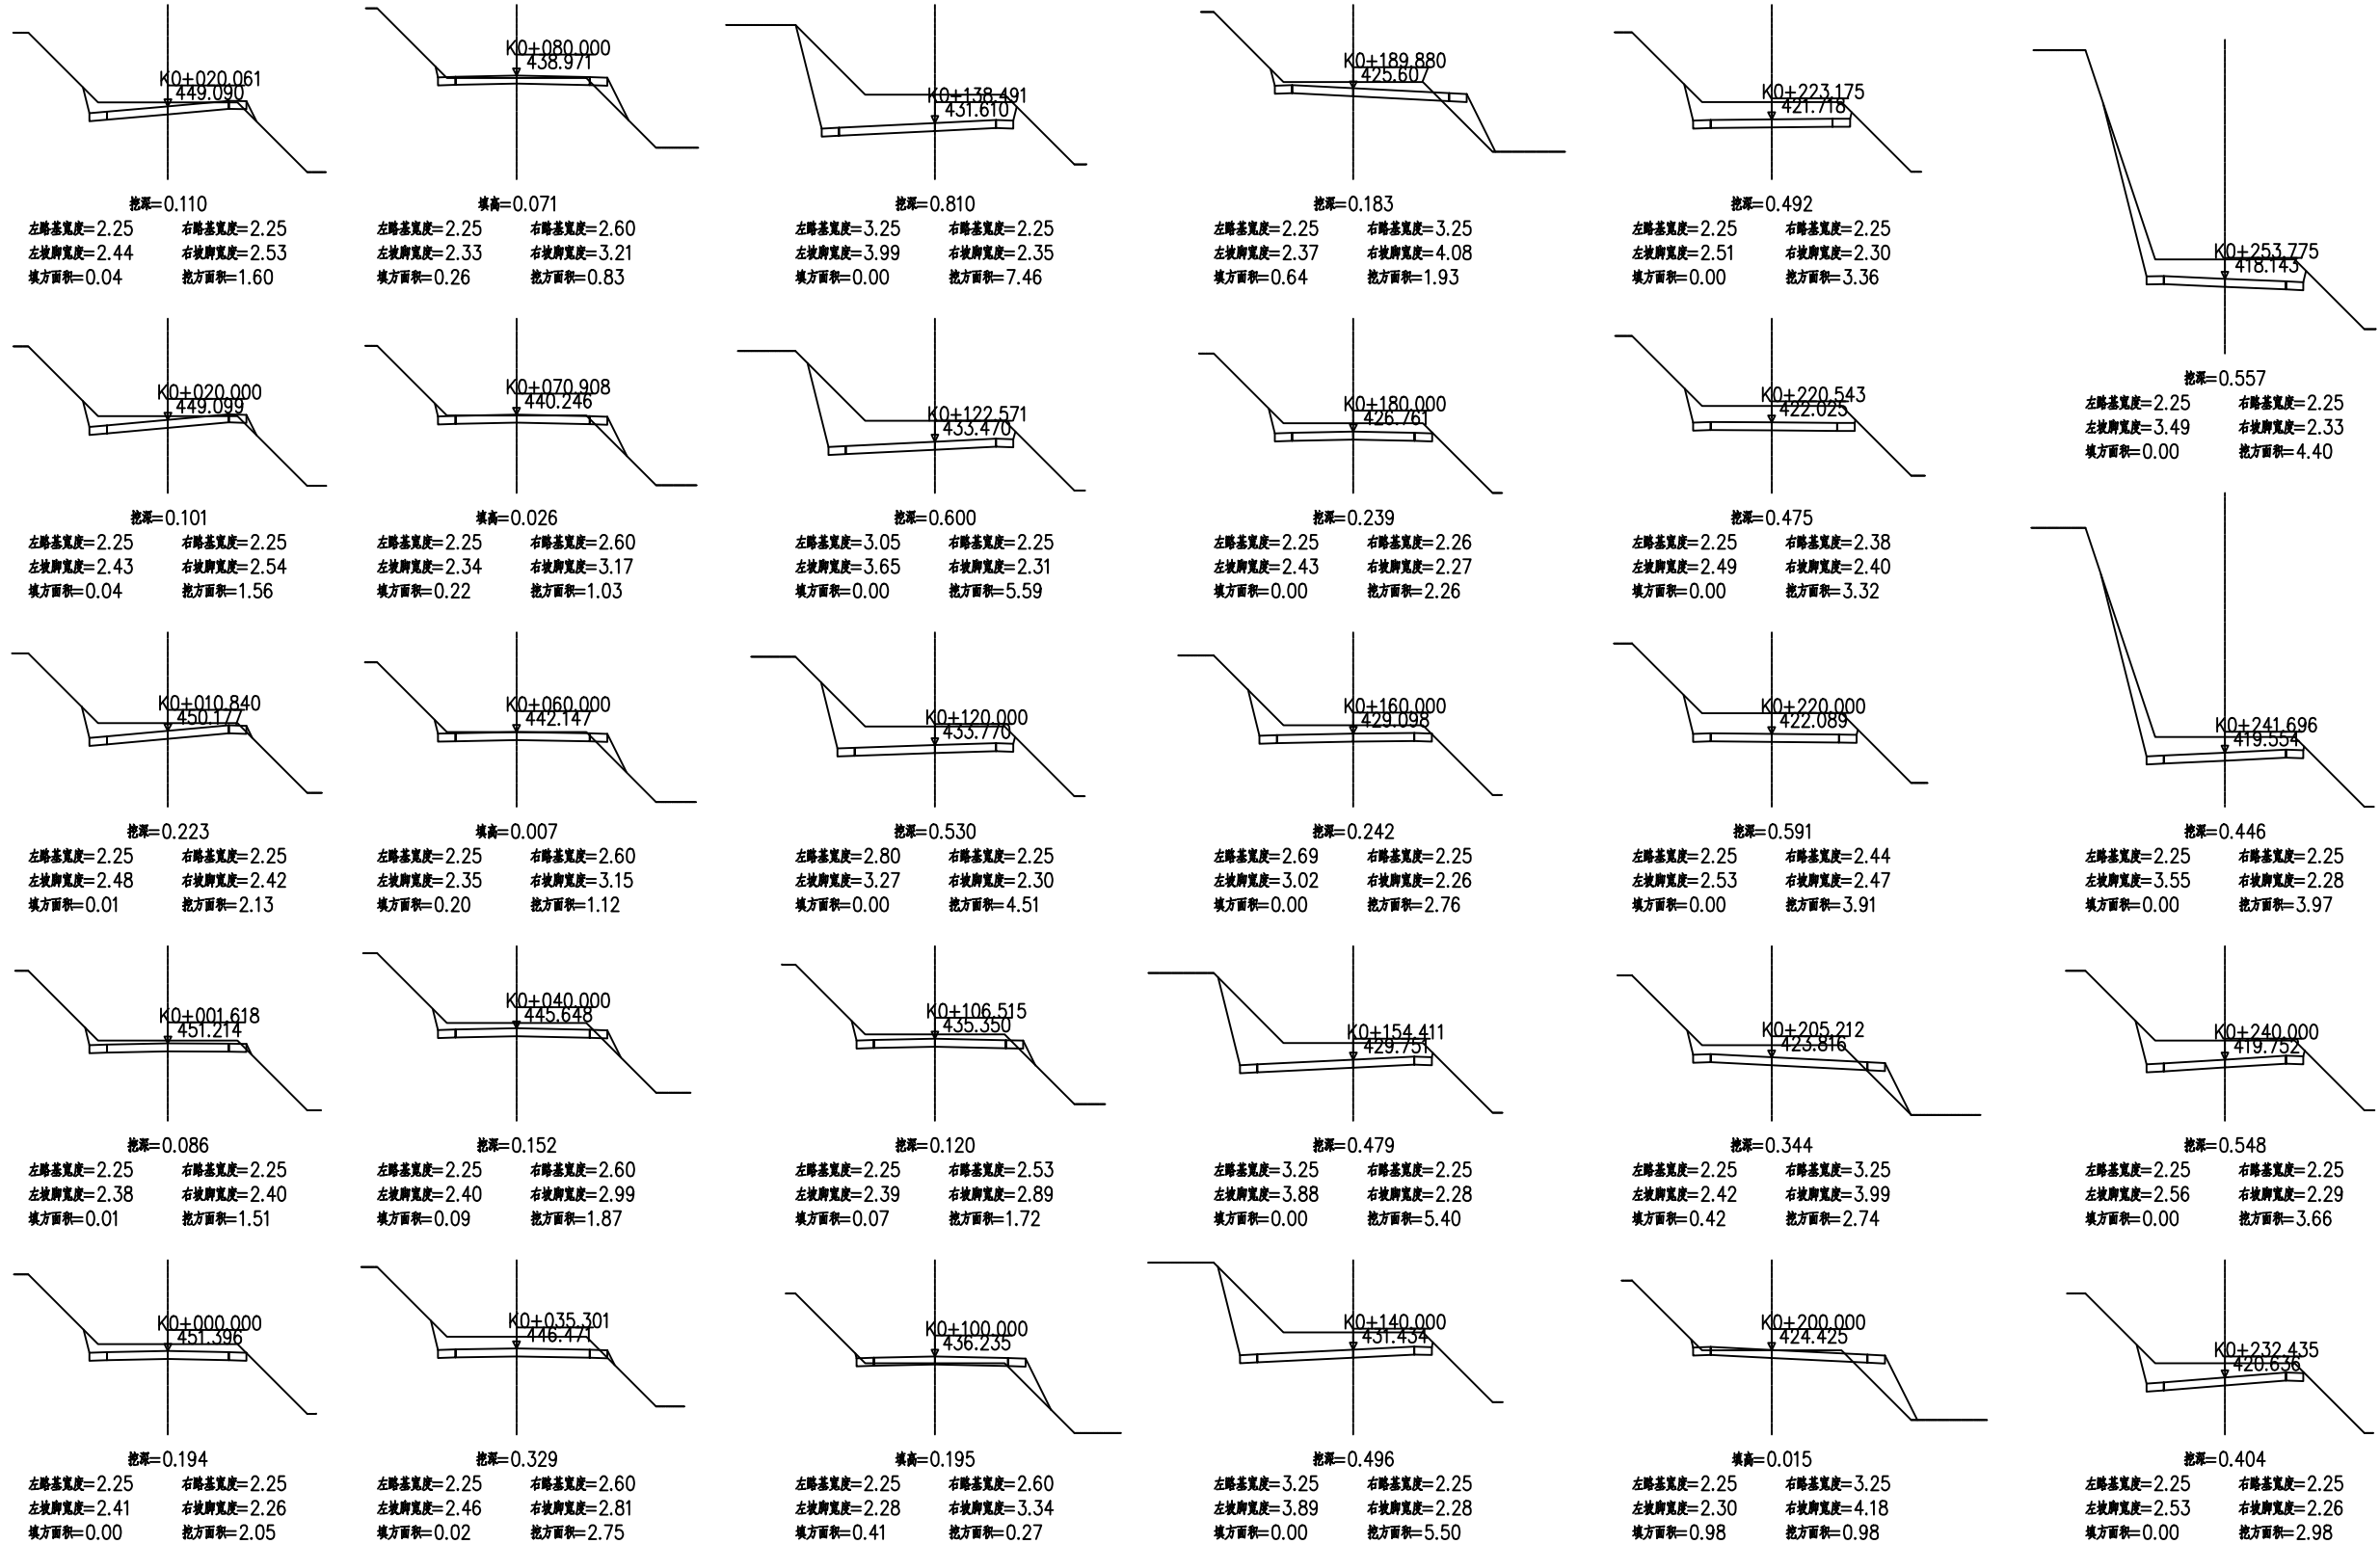 K0+020.061
449.090
挖深=0.110
左路基宽度=2.25 右路基宽度=2.25
左坡脚宽度=2.44 右坡脚宽度=2.53
填方面积=0.04 挖方面积=1.60
K0+080.000
438.971
填高=0.071
左路基宽度=2.25 右路基宽度=2.60
左坡脚宽度=2.33 右坡脚宽度=3.21
填方面积=0.26 挖方面积=0.83
K0+138.491
431.610
挖深=0.810
左路基宽度=3.25 右路基宽度=2.25
左坡脚宽度=3.99 右坡脚宽度=2.35
填方面积=0.00 挖方面积=7.46
K0+189.880
425.607
挖深=0.183
左路基宽度=2.25 右路基宽度=3.25
左坡脚宽度=2.37 右坡脚宽度=4.08
填方面积=0.64 挖方面积=1.93
K0+223.175
421.718
挖深=0.492
左路基宽度=2.25 右路基宽度=2.25
左坡脚宽度=2.51 右坡脚宽度=2.30
填方面积=0.00 挖方面积=3.36
K0+253.775
418.143
挖深=0.557
左路基宽度=2.25 右路基宽度=2.25
左坡脚宽度=3.49 右坡脚宽度=2.33
填方面积=0.00 挖方面积=4.40
K0+020.000
449.099
挖深=0.101
左路基宽度=2.25 右路基宽度=2.25
左坡脚宽度=2.43 右坡脚宽度=2.54
填方面积=0.04 挖方面积=1.56
K0+070.908
440.246
填高=0.026
左路基宽度=2.25 右路基宽度=2.60
左坡脚宽度=2.34 右坡脚宽度=3.17
填方面积=0.22 挖方面积=1.03
K0+122.571
433.470
挖深=0.600
左路基宽度=3.05 右路基宽度=2.25
左坡脚宽度=3.65 右坡脚宽度=2.31
填方面积=0.00 挖方面积=5.59
K0+180.000
426.761
挖深=0.239
左路基宽度=2.25 右路基宽度=2.26
左坡脚宽度=2.43 右坡脚宽度=2.27
填方面积=0.00 挖方面积=2.26
K0+220.543
422.025
挖深=0.475
左路基宽度=2.25 右路基宽度=2.38
左坡脚宽度=2.49 右坡脚宽度=2.40
填方面积=0.00 挖方面积=3.32
K0+010.840
450.177
挖深=0.223
左路基宽度=2.25 右路基宽度=2.25
左坡脚宽度=2.48 右坡脚宽度=2.42
填方面积=0.01 挖方面积=2.13
K0+060.000
442.147
填高=0.007
左路基宽度=2.25 右路基宽度=2.60
左坡脚宽度=2.35 右坡脚宽度=3.15
填方面积=0.20 挖方面积=1.12
K0+120.000
433.770
挖深=0.530
左路基宽度=2.80 右路基宽度=2.25
左坡脚宽度=3.27 右坡脚宽度=2.30
填方面积=0.00 挖方面积=4.51
K0+160.000
429.098
挖深=0.242
左路基宽度=2.69 右路基宽度=2.25
左坡脚宽度=3.02 右坡脚宽度=2.26
填方面积=0.00 挖方面积=2.76
K0+220.000
422.089
挖深=0.591
左路基宽度=2.25 右路基宽度=2.44
左坡脚宽度=2.53 右坡脚宽度=2.47
填方面积=0.00 挖方面积=3.91
K0+241.696
419.554
挖深=0.446
左路基宽度=2.25 右路基宽度=2.25
左坡脚宽度=3.55 右坡脚宽度=2.28
填方面积=0.00 挖方面积=3.97
K0+001.618
451.214
挖深=0.086
左路基宽度=2.25 右路基宽度=2.25
左坡脚宽度=2.38 右坡脚宽度=2.40
填方面积=0.01 挖方面积=1.51
K0+040.000
445.648
挖深=0.152
左路基宽度=2.25 右路基宽度=2.60
左坡脚宽度=2.40 右坡脚宽度=2.99
填方面积=0.09 挖方面积=1.87
K0+106.515
435.350
挖深=0.120
左路基宽度=2.25 右路基宽度=2.53
左坡脚宽度=2.39 右坡脚宽度=2.89
填方面积=0.07 挖方面积=1.72
K0+154.411
429.751
挖深=0.479
左路基宽度=3.25 右路基宽度=2.25
左坡脚宽度=3.88 右坡脚宽度=2.28
填方面积=0.00 挖方面积=5.40
K0+205.212
423.816
挖深=0.344
左路基宽度=2.25 右路基宽度=3.25
左坡脚宽度=2.42 右坡脚宽度=3.99
填方面积=0.42 挖方面积=2.74
K0+240.000
419.752
挖深=0.548
左路基宽度=2.25 右路基宽度=2.25
左坡脚宽度=2.56 右坡脚宽度=2.29
填方面积=0.00 挖方面积=3.66
K0+000.000
451.396
挖深=0.194
左路基宽度=2.25 右路基宽度=2.25
左坡脚宽度=2.41 右坡脚宽度=2.26
填方面积=0.00 挖方面积=2.05
K0+035.301
446.471
挖深=0.329
左路基宽度=2.25 右路基宽度=2.60
左坡脚宽度=2.46 右坡脚宽度=2.81
填方面积=0.02 挖方面积=2.75
K0+100.000
436.235
填高=0.195
左路基宽度=2.25 右路基宽度=2.60
左坡脚宽度=2.28 右坡脚宽度=3.34
填方面积=0.41 挖方面积=0.27
K0+140.000
431.434
挖深=0.496
左路基宽度=3.25 右路基宽度=2.25
左坡脚宽度=3.89 右坡脚宽度=2.28
填方面积=0.00 挖方面积=5.50
K0+200.000
424.425
填高=0.015
左路基宽度=2.25 右路基宽度=3.25
左坡脚宽度=2.30 右坡脚宽度=4.18
填方面积=0.98 挖方面积=0.98
K0+232.435
420.636
挖深=0.404
左路基宽度=2.25 右路基宽度=2.25
左坡脚宽度=2.53 右坡脚宽度=2.26
填方面积=0.00 挖方面积=2.98